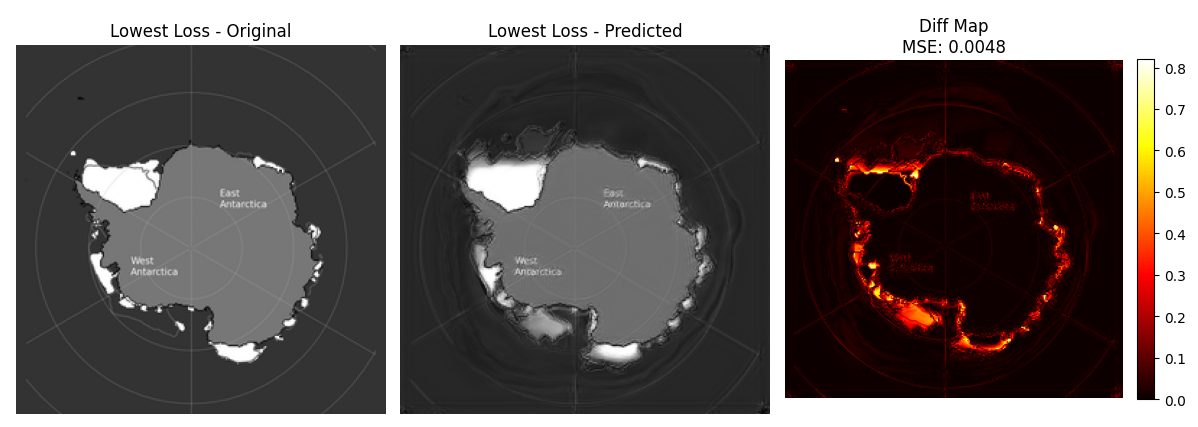 Lowest Loss - Original
Lowest Loss - Predicted
Diff Map
MSE: 0.0048
East
Antarctica
West
Antarctica
East
Antarctica
West
Antarctica
0.8
0.7
0.6
0.5
0.4
0.3
0.2
0.1
0.0